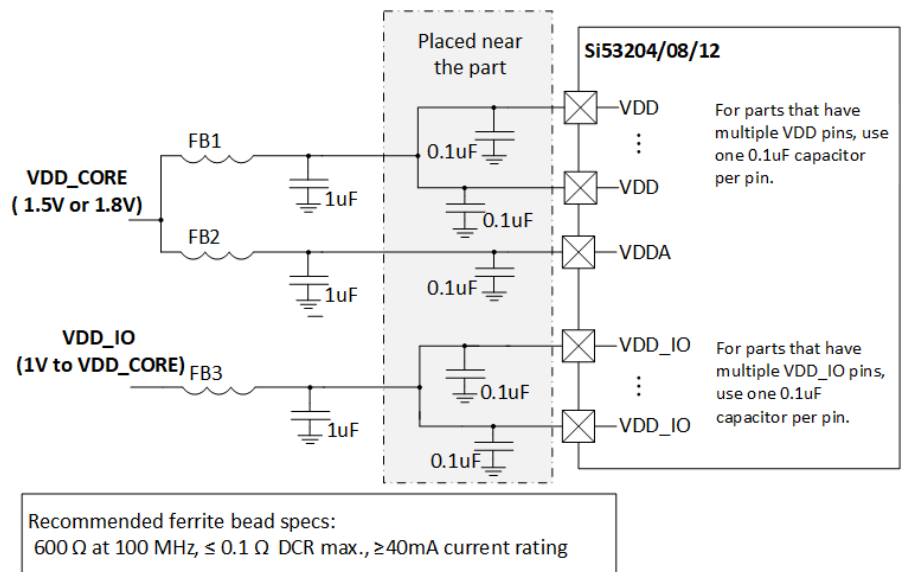 Placed near
the part
Si53204/08/12
VDD
For parts that have
multiple VDD pins, use
one 0.1uF capacitor
per pin.
FB1
0.1uF
VDD_CORE
( 1.5V or 1.8V)
1uF
VDD
0.1uF
FB2
VDDA
1uF
0.1uF
VDD_IO
(1V to VDD_CORE)
VDD_IO
For parts that have
multiple VDD_IO pins,
use one 0.1uF
capacitor per pin.
FB3
0.1uF
1uF
VDD_IO
0.1uF
Recommended ferrite bead specs:
600 Ω at 100 MHz, ≤ 0.1 Ω DCR max., ≥40mA current rating